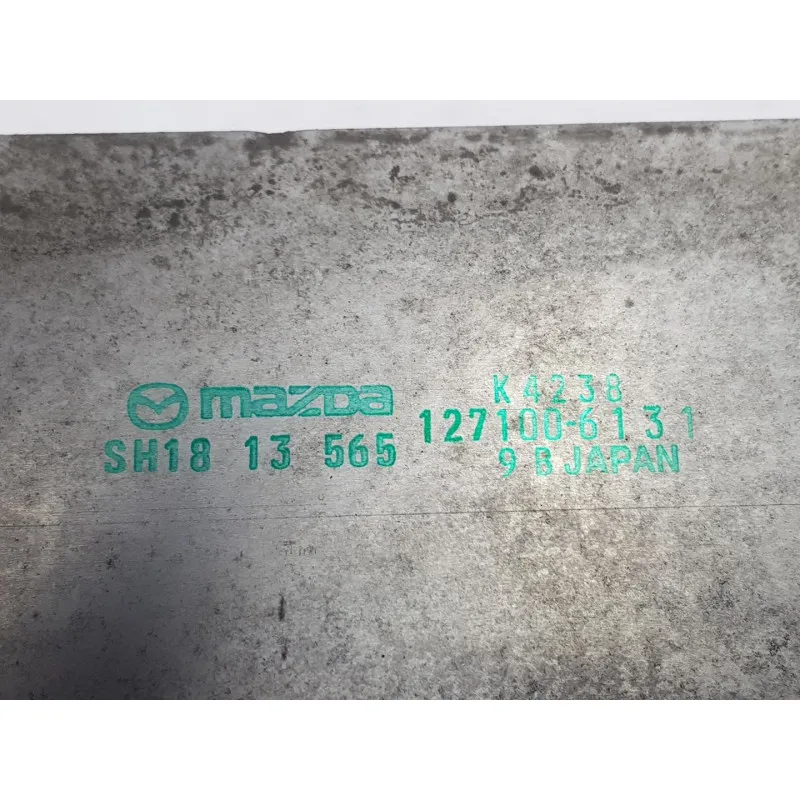 mazda K4238
SH18 13 565 127100-6131
9 B JAPAN